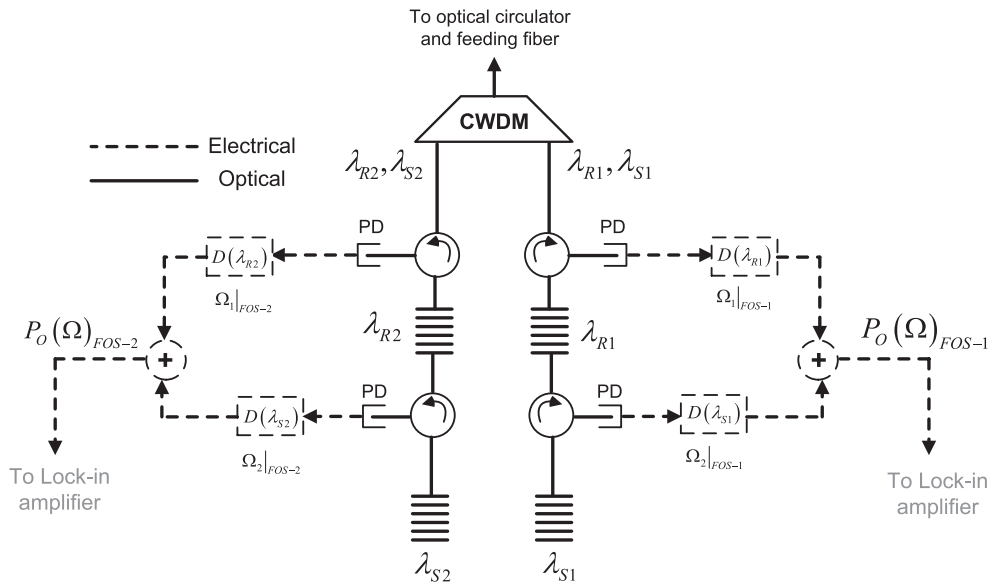 To optical circulator
and feeding fiber
CWDM
Electrical
Optical
λR2, λS2
λR1, λS1
PD
PD
D(λR2)
D(λR1)
Ω1|FOS−2
Ω1|FOS−1
λR2
λR1
PO(Ω)FOS−2
PO(Ω)FOS−1
+
+
PD
PD
D(λS2)
D(λS1)
Ω2|FOS−2
Ω2|FOS−1
To Lock-in
amplifier
To Lock-in
amplifier
λS2
λS1